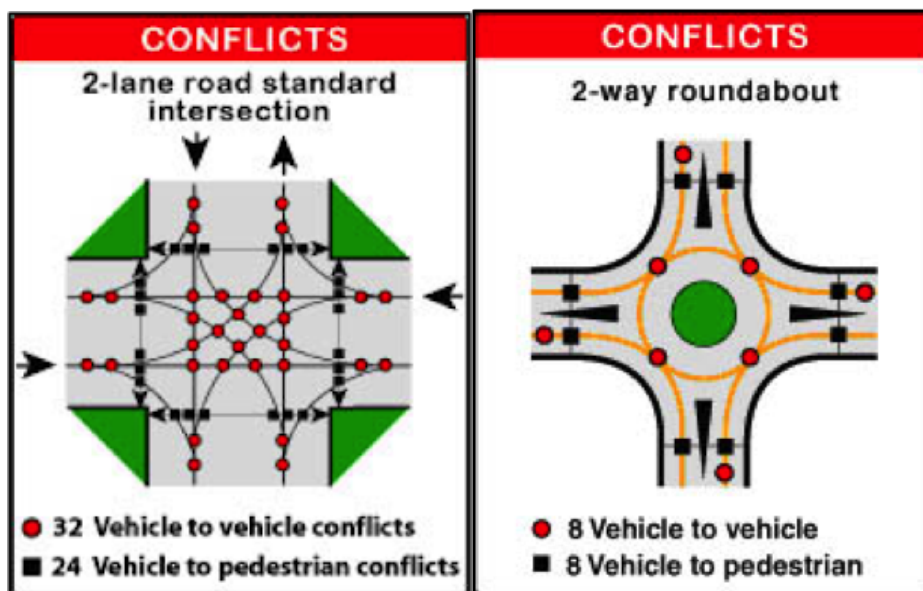 CONFLICTS
2-lane road standard
intersection
32 Vehicle to vehicle conflicts
24 Vehicle to pedestrian conflicts
CONFLICTS
2-way roundabout
8 Vehicle to vehicle
8 Vehicle to pedestrian